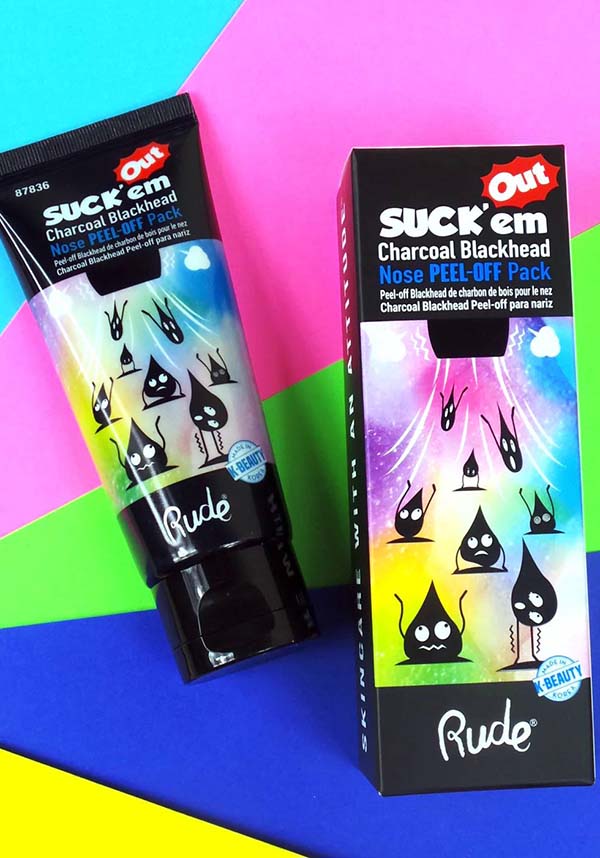 87836
Out
SUCK'em
Charcoal Blackhead
Nose PEEL-OFF Pack
Peel-off Blackhead de charbon de bois pour le nez
Charcoal Blackhead Peel-off para nariz
MADE IN
K-BEAUTY
KOREA
Rude®
Out
SUCK'em
Charcoal Blackhead
Nose PEEL-OFF Pack
Peel-off Blackhead de charbon de bois pour le nez
Charcoal Blackhead Peel-off para nariz
MADE IN
K-BEAUTY
KOREA
Rude®
SKINCARE WITH AN ATTITUDE